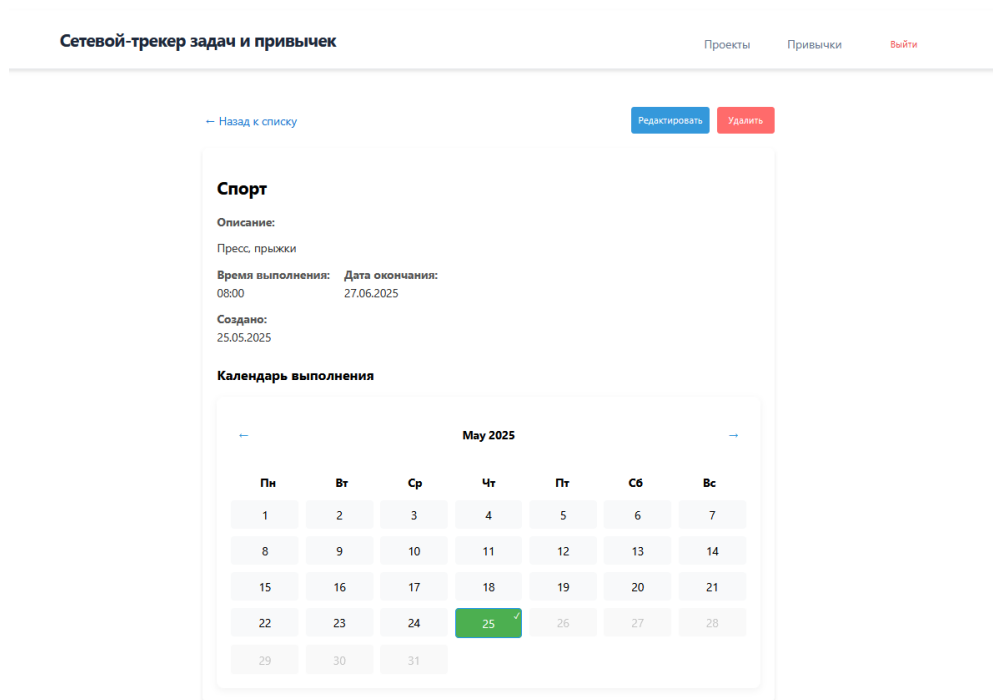 Сетевой-трекер задач и привычек
Проекты Привычки Выйти
← Назад к списку Редактировать Удалить
Спорт
Описание:
Пресс, прыжки
Время выполнения: Дата окончания:
08:00 27.06.2025
Создано:
25.05.2025
Календарь выполнения
← May 2025 →
Пн Вт Ср Чт Пт Сб Вс
1 2 3 4 5 6 7
8 9 10 11 12 13 14
15 16 17 18 19 20 21
22 23 24 25 ✓ 26 27 28
29 30 31